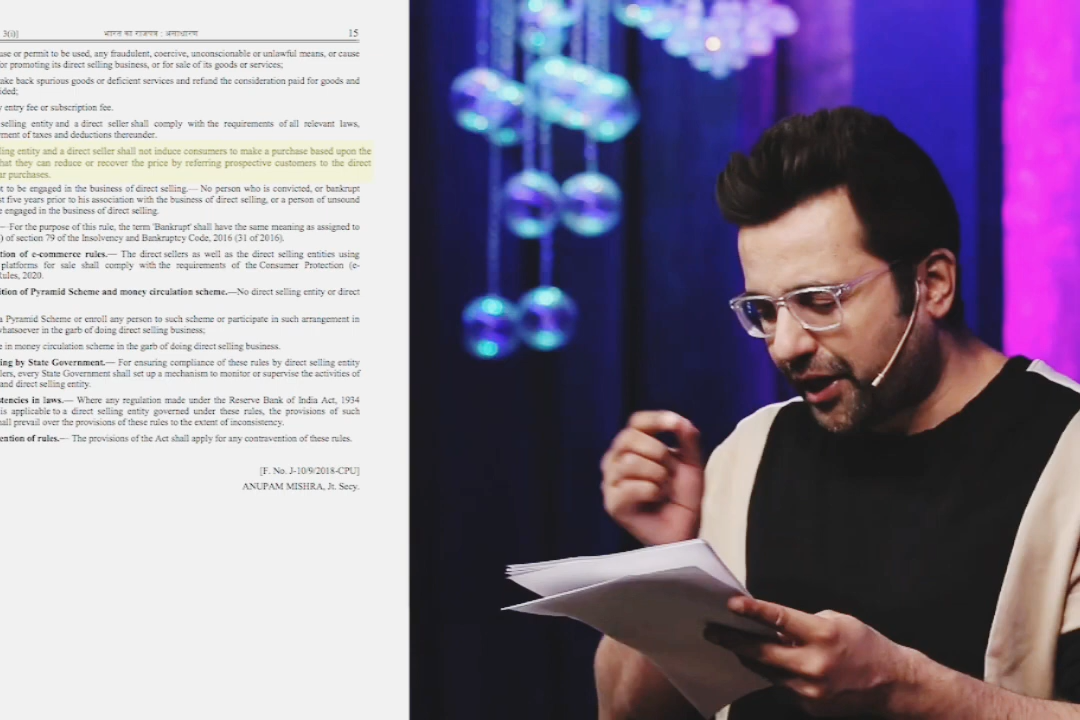 3(i)] भारत का राजपत्र : असाधारण 15
use or permit to be used, any fraudulent, coercive, unconscionable or unlawful means, or cause
for promoting its direct selling business, or for sale of its goods or services;
ake back spurious goods or deficient services and refund the consideration paid for goods and
ided;
y entry fee or subscription fee.
selling entity and a direct seller shall comply with the requirements of all relevant laws,
ment of taxes and deductions thereunder.
ling entity and a direct seller shall not induce consumers to make a purchase based upon the
hat they can reduce or recover the price by referring prospective customers to the direct
ar purchases.
t to be engaged in the business of direct selling.— No person who is convicted, or bankrupt
st five years prior to his association with the business of direct selling, or a person of unsound
e engaged in the business of direct selling.
— For the purpose of this rule, the term 'Bankrupt' shall have the same meaning as assigned to
) of section 79 of the Insolvency and Bankruptcy Code, 2016 (31 of 2016).
tion of e-commerce rules.— The direct sellers as well as the direct selling entities using
platforms for sale shall comply with the requirements of the Consumer Protection (e-
Rules, 2020.
ition of Pyramid Scheme and money circulation scheme.—No direct selling entity or direct
a Pyramid Scheme or enroll any person to such scheme or participate in such arrangement in
whatsoever in the garb of doing direct selling business;
e in money circulation scheme in the garb of doing direct selling business.
ing by State Government.— For ensuring compliance of these rules by direct selling entity
lers, every State Government shall set up a mechanism to monitor or supervise the activities of
and direct selling entity.
tencies in laws.— Where any regulation made under the Reserve Bank of India Act, 1934
is applicable to a direct selling entity governed under these rules, the provisions of such
hall prevail over the provisions of these rules to the extent of inconsistency.
ention of rules.— The provisions of the Act shall apply for any contravention of these rules.
[F. No. J-10/9/2018-CPU]
ANUPAM MISHRA, Jt. Secy.